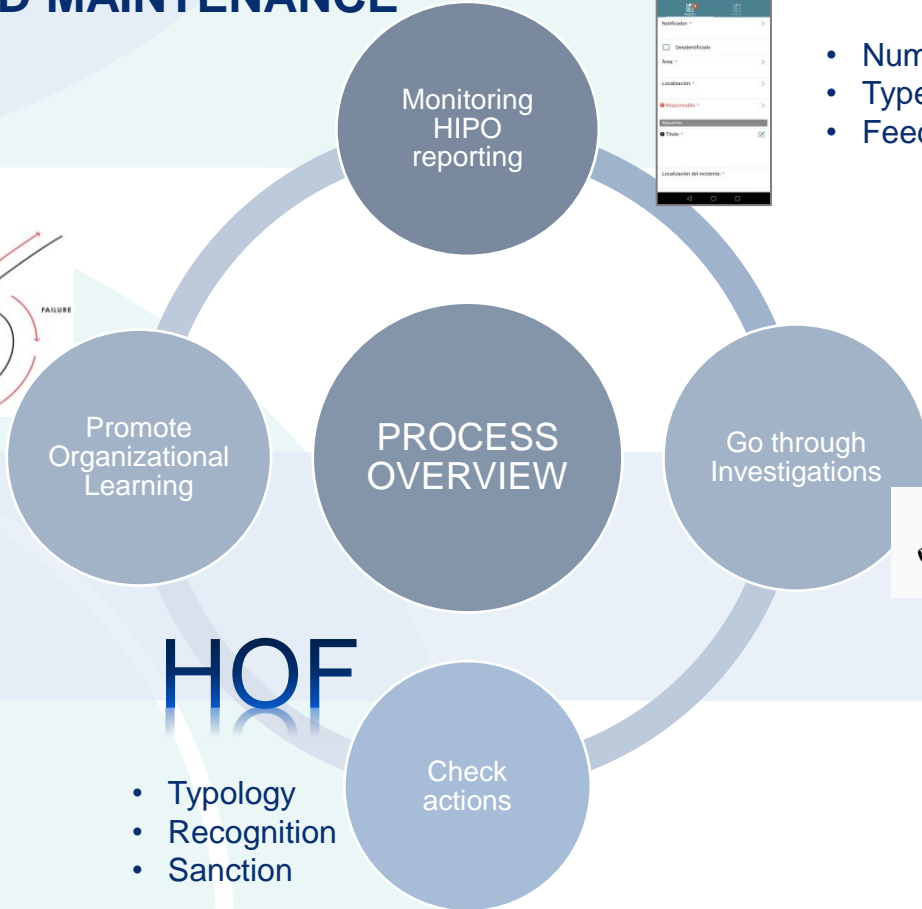 D MAINTENANCE
Monitoring
HIPO
reporting
Notificador: *
Desidentificado
Área: *
Localización: *
Responsable: *
Título: *
Localización del incidente: *
• Num
• Type
• Feed
FAILURE
Promote
Organizational
Learning
PROCESS
OVERVIEW
Go through
Investigations
HOF
• Typology
• Recognition
• Sanction
Check
actions